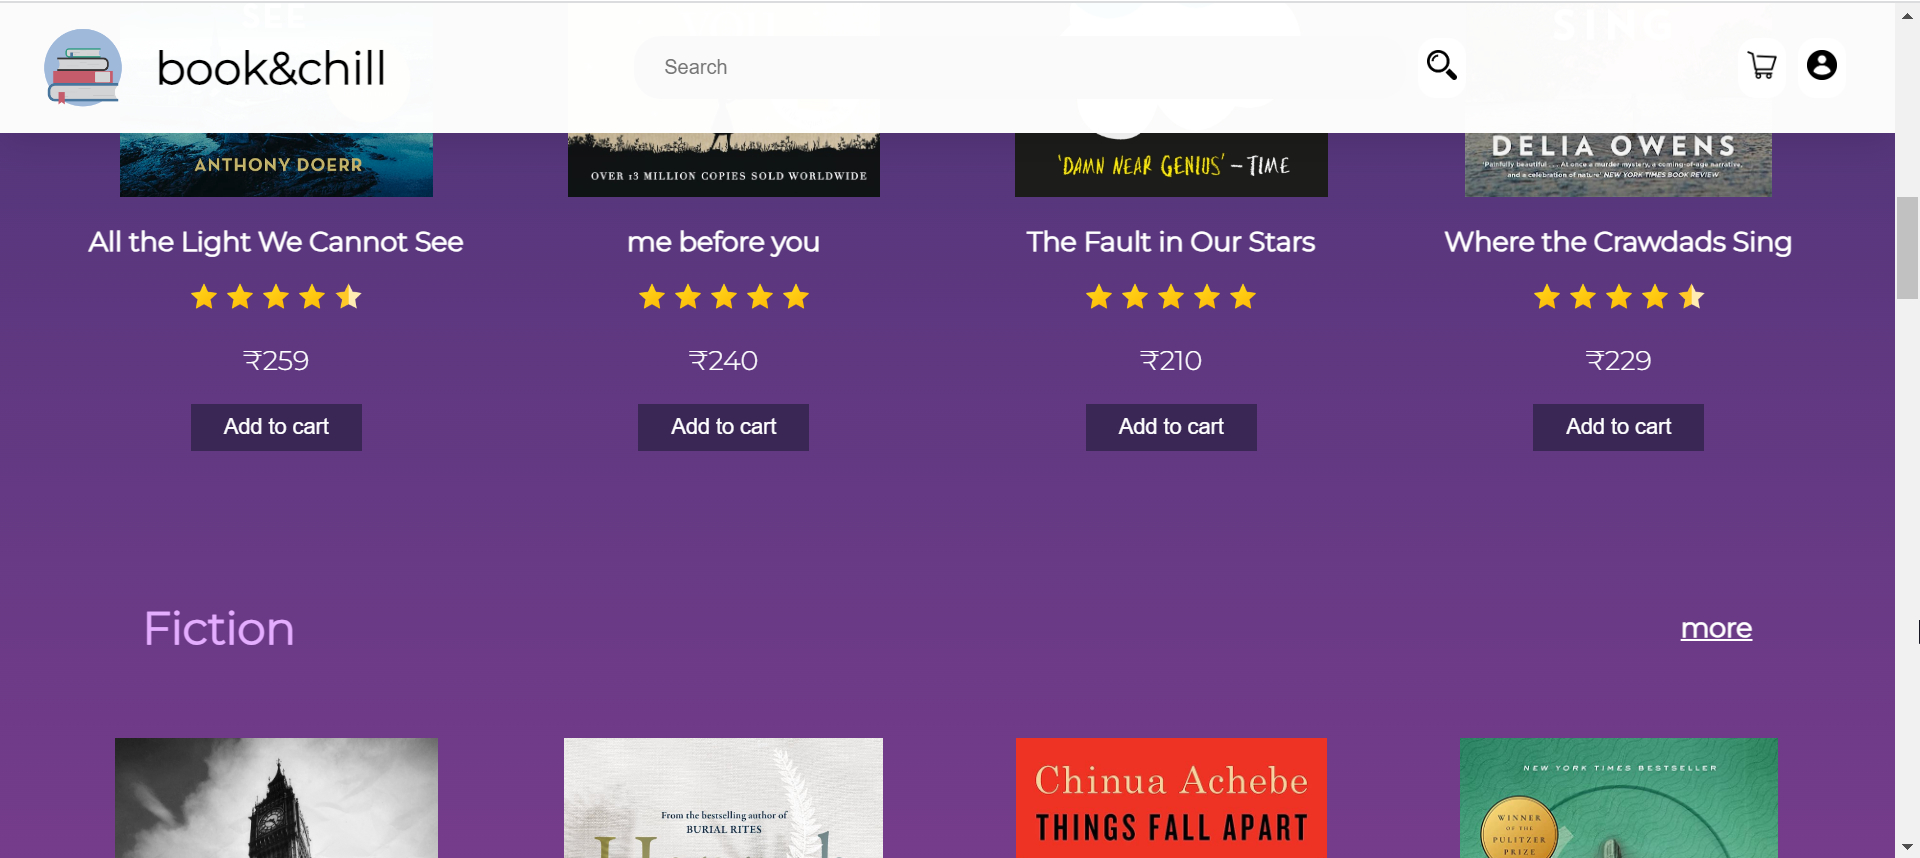 SEE
SING
book&chill
Search
ANTHONY DOERR
OVER 13 MILLION COPIES SOLD WORLDWIDE
'DAMN NEAR GENIUS' – TIME
DELIA OWENS
'Painfully beautiful . . . At once a murder mystery, a coming-of-age narrative,
and a celebration of nature' NEW YORK TIMES BOOK REVIEW
All the Light We Cannot See
me before you
The Fault in Our Stars
Where the Crawdads Sing
₹259
₹240
₹210
₹229
Add to cart
Add to cart
Add to cart
Add to cart
Fiction
more
From the bestselling author of
BURIAL RITES
Chinua Achebe
THINGS FALL APART
NEW YORK TIMES BESTSELLER
WINNER
OF THE
PULITZER
PRIZE